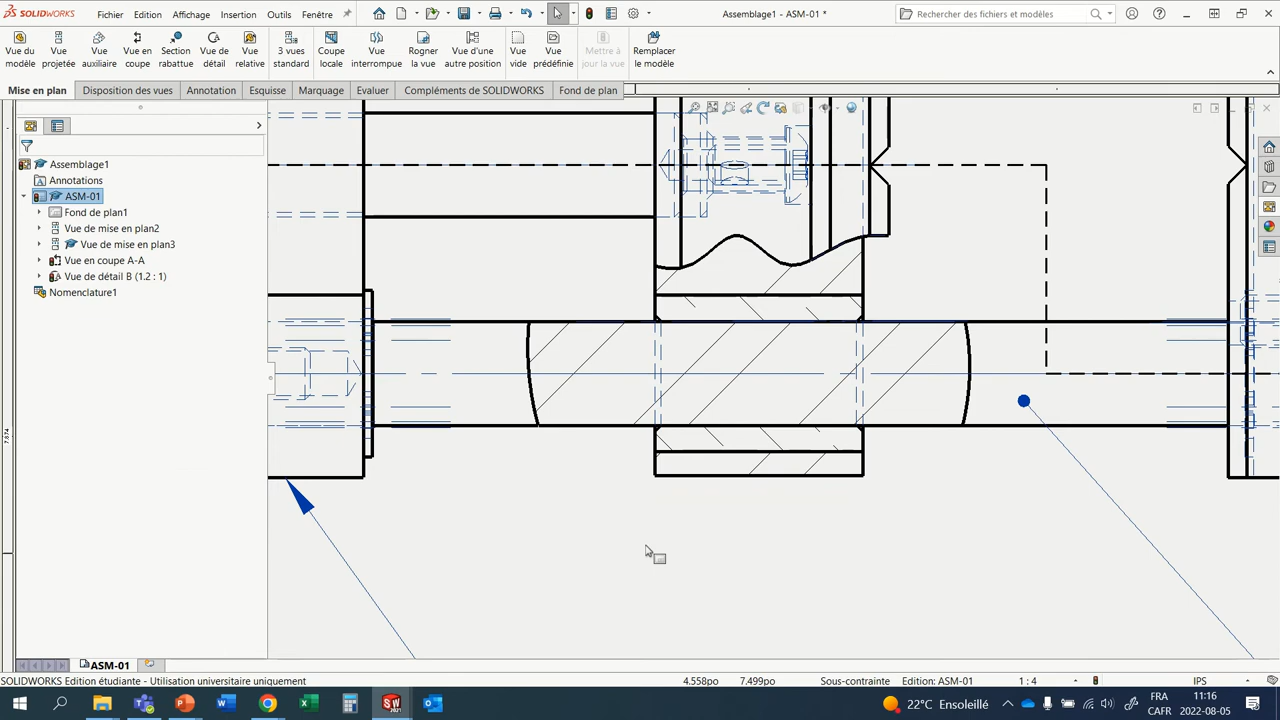 SOLIDWORKS
Fichier Edition Affichage Insertion Outils Fenêtre
Assemblage1 - ASM-01 *
Rechercher des fichiers et modèles
Vue du modèle
Vue projetée
Vue auxiliaire
Vue en coupe
Section rabattue
Vue de détail
Vue relative
3 vues standard
Coupe locale
Vue interrompue
Rogner la vue
Vue d'une autre position
Vue vide
Vue prédéfinie
Mettre à jour la vue
Remplacer le modèle
Mise en plan Disposition des vues Annotation Esquisse Marquage Evaluer Compléments de SOLIDWORKS Fond de plan
Assemblage1
Annotations
ASM-01
Fond de plan1
Vue de mise en plan2
Vue de mise en plan3
Vue en coupe A-A
Vue de détail B (1.2 : 1)
Nomenclature1
7.874
ASM-01
SOLIDWORKS Edition étudiante - Utilisation universitaire uniquement
4.558po 7.499po Sous-contrainte Edition: ASM-01 1 : 4 IPS
22°C Ensoleillé
FRA
CAFR
11:16
2022-08-05